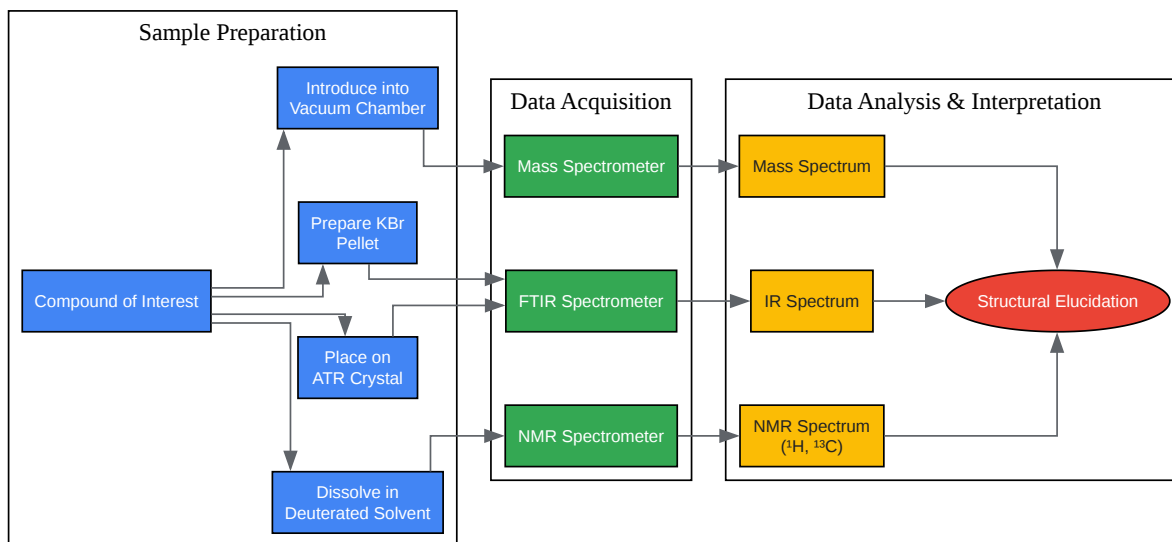 Sample Preparation
Introduce into
Vacuum Chamber
Prepare KBr
Pellet
Compound of Interest
Place on
ATR Crystal
Dissolve in
Deuterated Solvent
Data Acquisition
Mass Spectrometer
FTIR Spectrometer
NMR Spectrometer
Data Analysis & Interpretation
Mass Spectrum
IR Spectrum
NMR Spectrum
(¹H, ¹³C)
Structural Elucidation